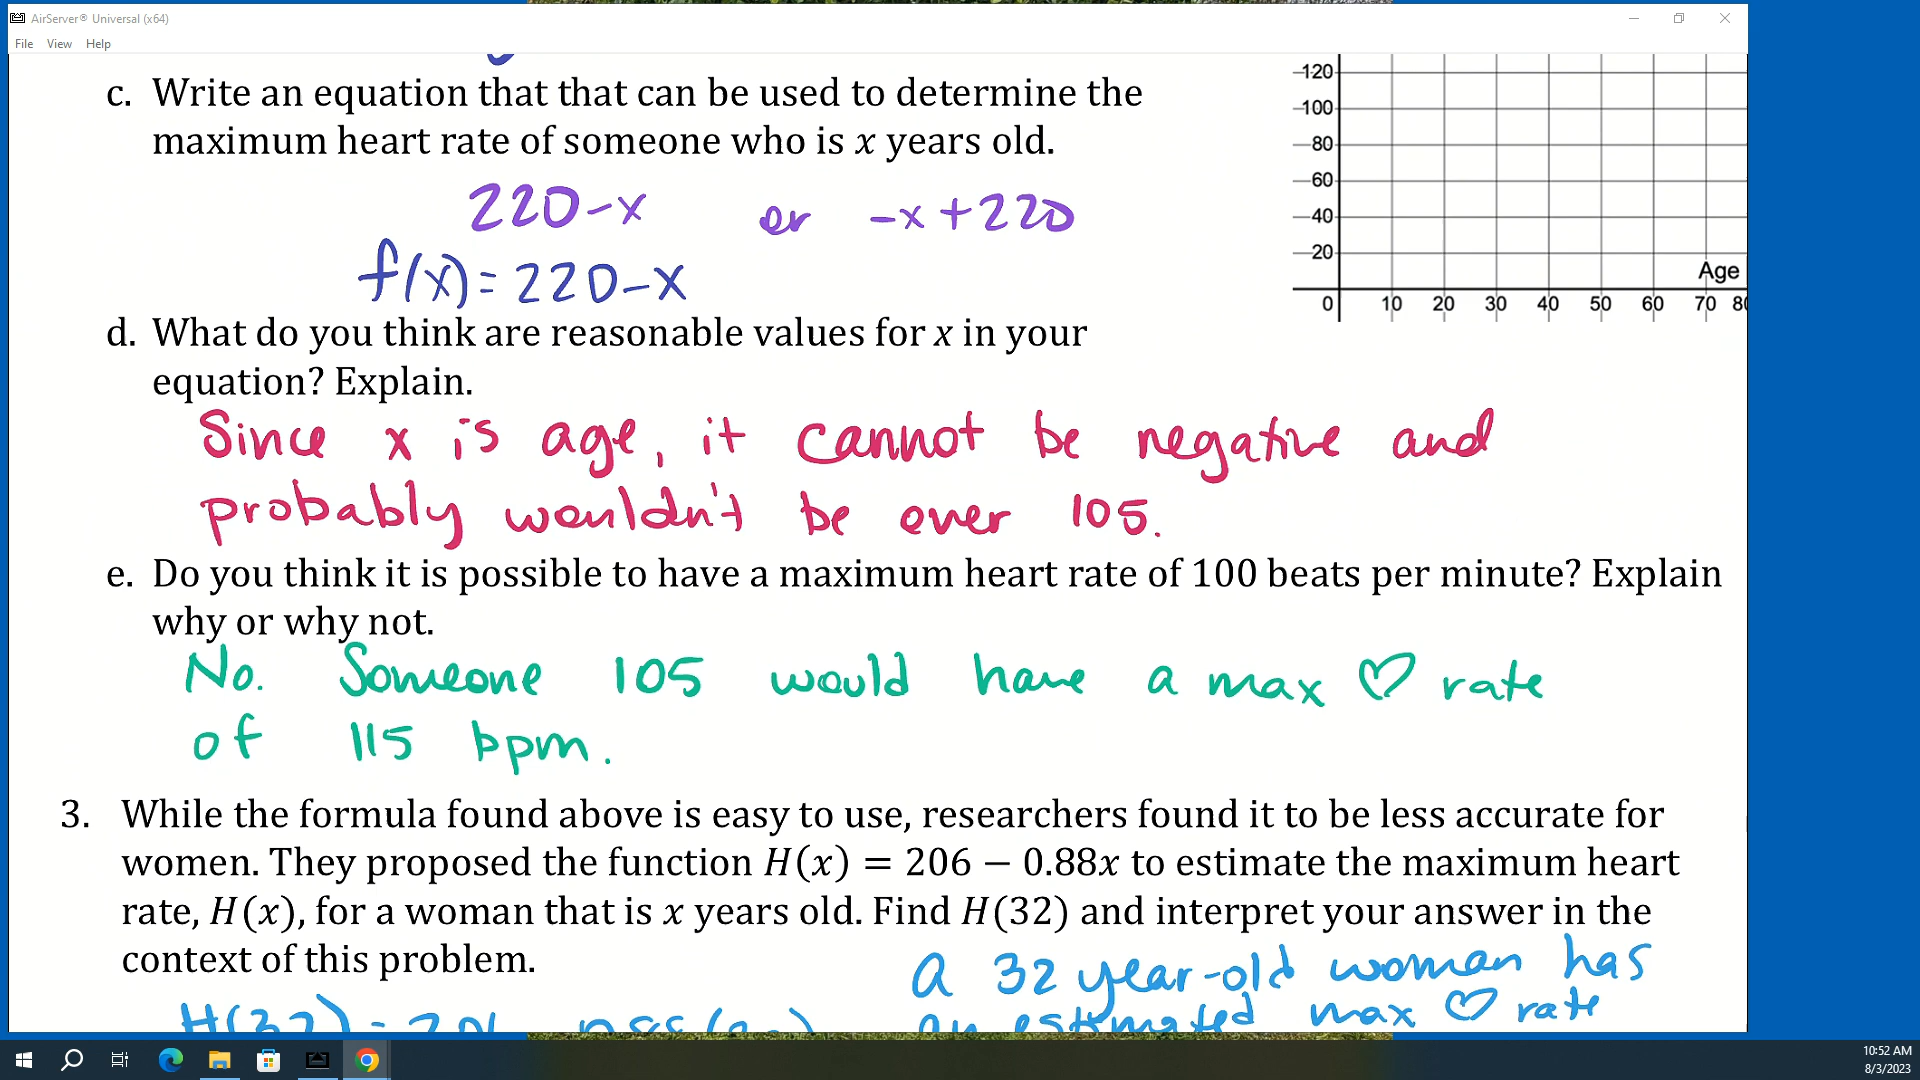 AirServer® Universal (x64)
File View Help
c. Write an equation that that can be used to determine the
maximum heart rate of someone who is x years old.
220-x or -x+220
f(x)=220-x
120
100
80
60
40
20
Age
0 10 20 30 40 50 60 70 80
d. What do you think are reasonable values for x in your
equation? Explain.
Since x is age, it cannot be negative and
probably wouldn't be over 105.
e. Do you think it is possible to have a maximum heart rate of 100 beats per minute? Explain
why or why not.
No. Someone 105 would have a max ♡ rate
of 115 bpm.
3. While the formula found above is easy to use, researchers found it to be less accurate for
women. They proposed the function H(x) = 206 − 0.88x to estimate the maximum heart
rate, H(x), for a woman that is x years old. Find H(32) and interpret your answer in the
context of this problem.
a 32 year-old woman has
an estimated max ♡ rate
H(32) = 206
10:52 AM
8/3/2023